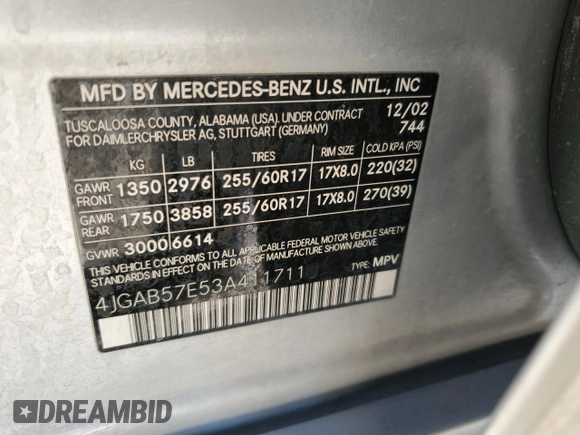 MFD BY MERCEDES-BENZ U.S. INTL., INC
TUSCALOOSA COUNTY, ALABAMA (USA). UNDER CONTRACT 12/02
FOR DAIMLERCHRYSLER AG, STUTTGART (GERMANY) 744
KG LB TIRES RIM SIZE COLD KPA (PSI)
GAWR FRONT 1350 2976 255/60R17 17X8.0 220(32)
GAWR REAR 1750 3858 255/60R17 17X8.0 270(39)
GVWR 3000 6614
THIS VEHICLE CONFORMS TO ALL APPLICABLE FEDERAL MOTOR VEHICLE SAFETY
STANDARDS IN EFFECT ON THE DATE OF MANUFACTURE SHOWN ABOVE.
4JGAB57E53A411711 TYPE: MPV
DREAMBID